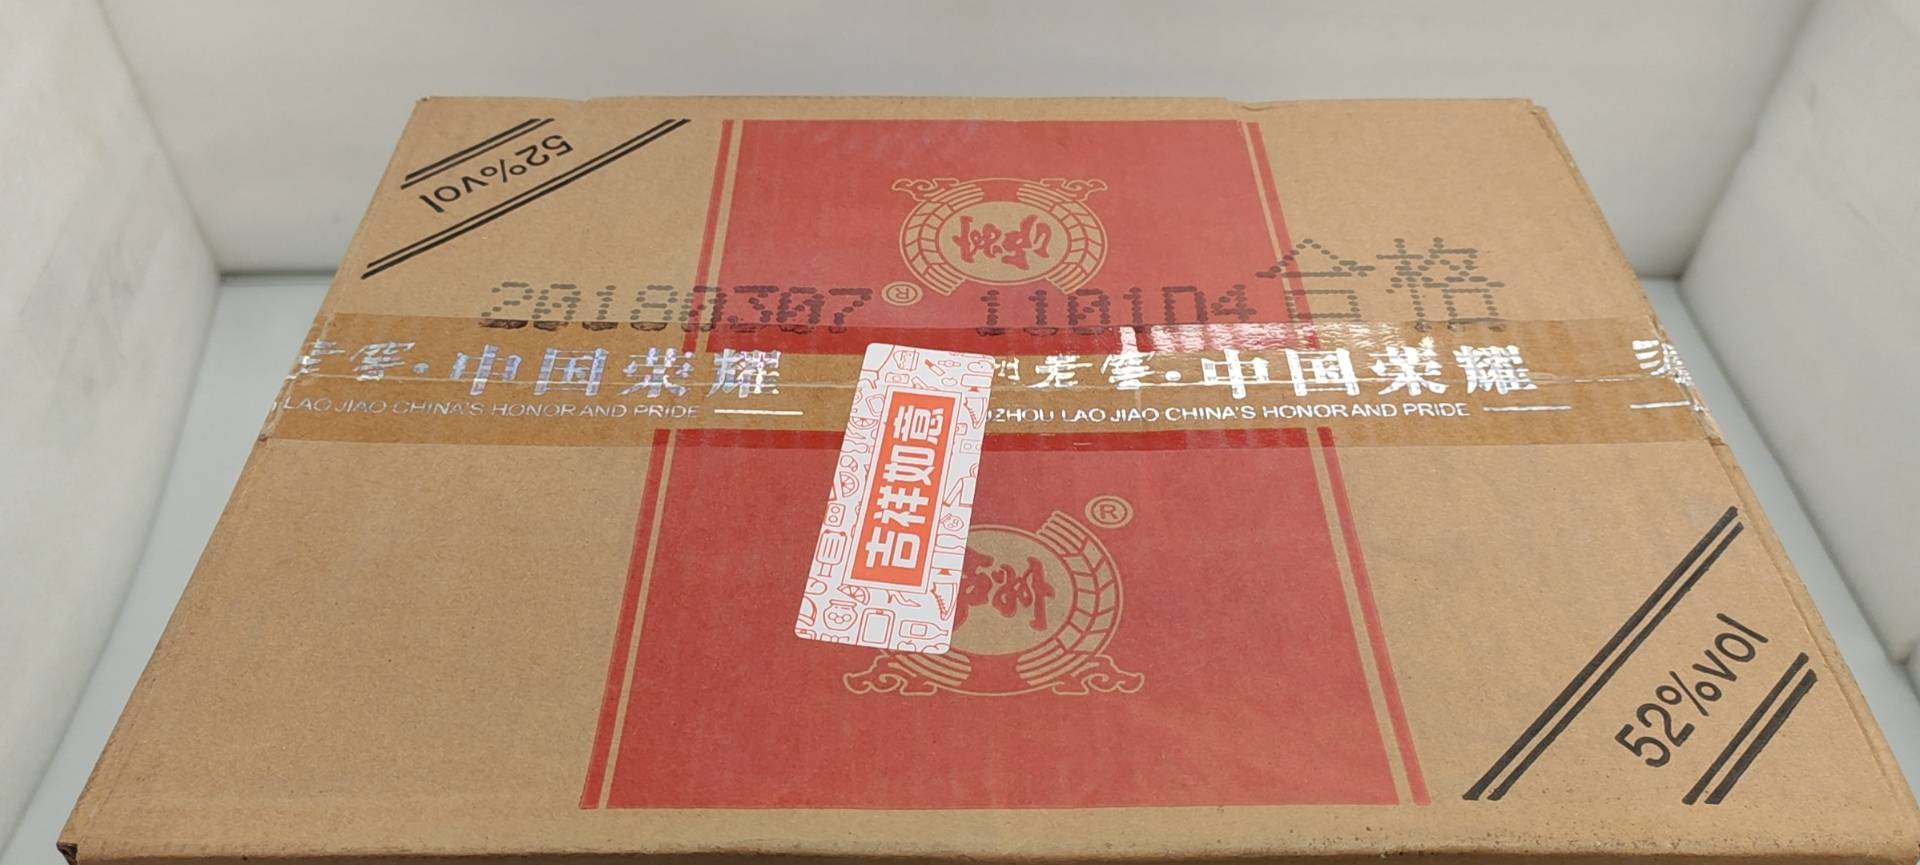 52%vol
®
20180307 110104 合格
老窖·中国荣耀 州老窖·中国荣耀
LAO JIAO CHINA'S HONOR AND PRIDE ZHOU LAO JIAO CHINA'S HONOR AND PRIDE
吉祥如意
®
52%vol